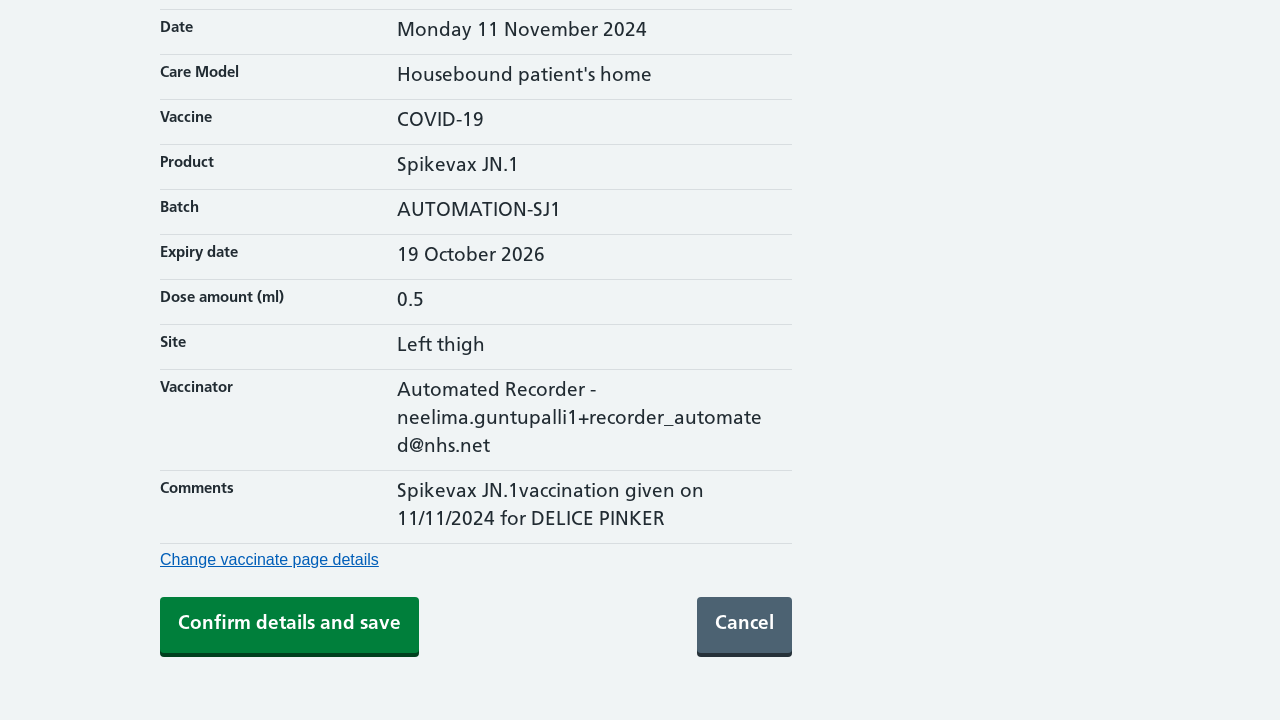 Date
Monday 11 November 2024
Care Model
Housebound patient's home
Vaccine
COVID-19
Product
Spikevax JN.1
Batch
AUTOMATION-SJ1
Expiry date
19 October 2026
Dose amount (ml)
0.5
Site
Left thigh
Vaccinator
Automated Recorder -
neelima.guntupalli1+recorder_automate
d@nhs.net
Comments
Spikevax JN.1vaccination given on
11/11/2024 for DELICE PINKER
Change vaccinate page details
Confirm details and save
Cancel